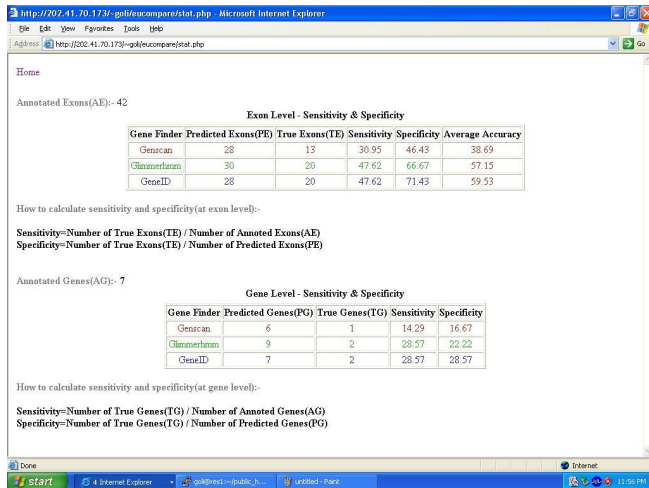 http://202.41.70.173/~goli/eucompare/stat.php - Microsoft Internet Explorer
File Edit View Favorites Tools Help
Address http://202.41.70.173/~goli/eucompare/stat.php Go
Home
Annotated Exons(AE):- 42
Exon Level - Sensitivity & Specificity
Gene Finder Predicted Exons(PE) True Exons(TE) Sensitivity Specificity Average Accuracy
Genscan 28 13 30.95 46.43 38.69
Glimmerhmm 30 20 47.62 66.67 57.15
GeneID 28 20 47.62 71.43 59.53
How to calculate sensitivity and specificity(at exon level):-
Sensitivity=Number of True Exons(TE) / Number of Annoted Exons(AE)
Specificity=Number of True Exons(TE) / Number of Predicted Exons(PE)
Annotated Genes(AG):- 7
Gene Level - Sensitivity & Specificity
Gene Finder Predicted Genes(PG) True Genes(TG) Sensitivity Specificity
Genscan 6 1 14.29 16.67
Glimmerhmm 9 2 28.57 22.22
GeneID 7 2 28.57 28.57
How to calculate sensitivity and specificity(at gene level):-
Sensitivity=Number of True Genes(TG) / Number of Annoted Genes(AG)
Specificity=Number of True Genes(TG) / Number of Predicted Genes(PG)
Done Internet
start 4 Internet Explorer goli@res1:~/public_h... untitled - Paint 11:56 PM